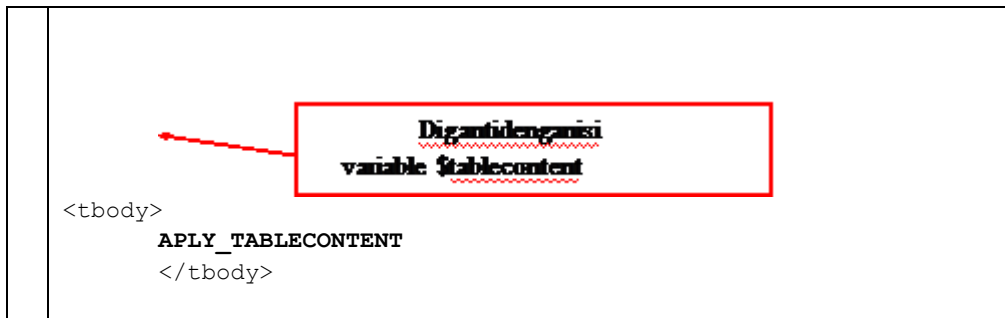 Digantidenganisi
variable $tablecontent
<tbody>
APLY_TABLECONTENT
</tbody>